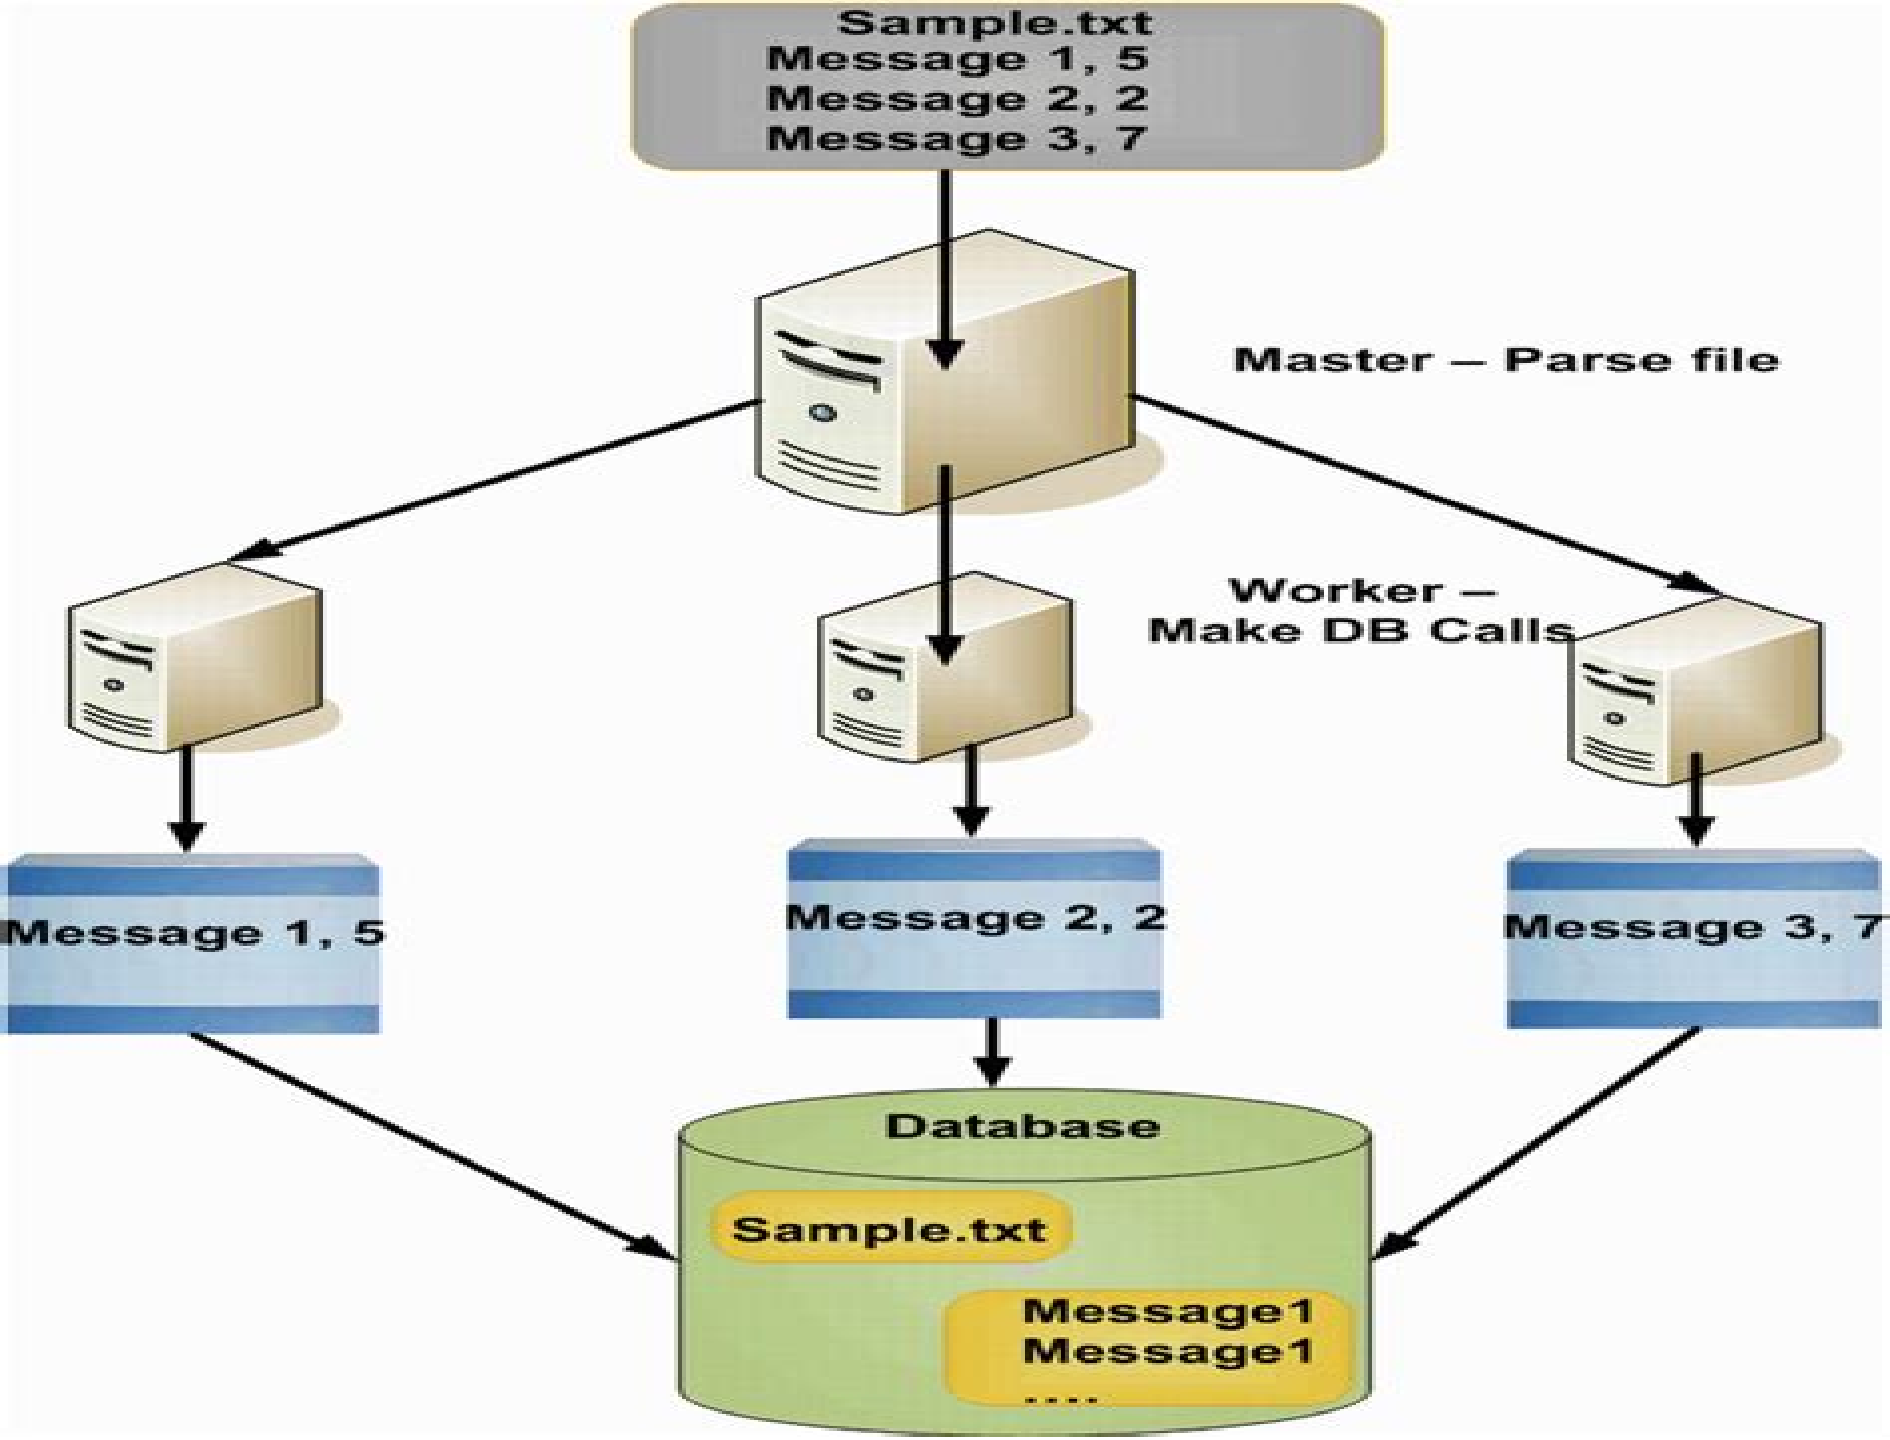 Sample.txt
Message 1, 5
Message 2, 2
Message 3, 7
Master – Parse file
Worker –
Make DB Calls
Message 1, 5
Message 2, 2
Message 3, 7
Database
Sample.txt
Message1
Message1
....